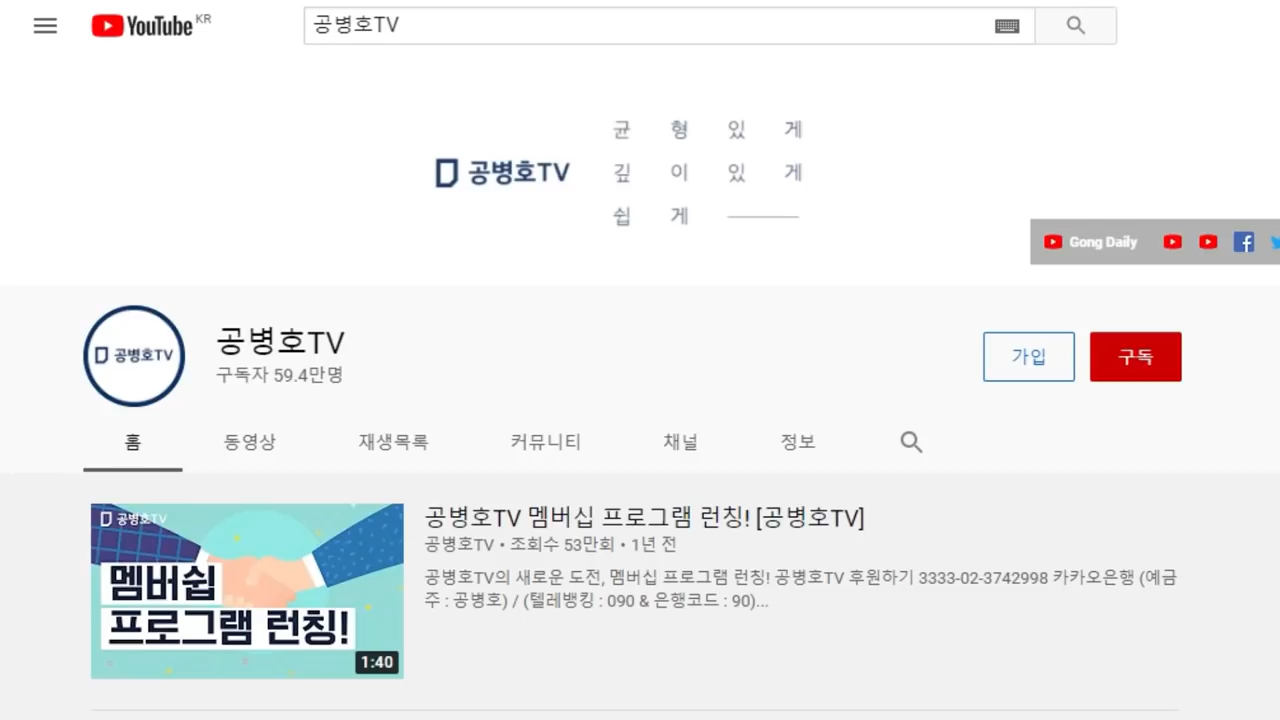 YouTube KR
공병호TV
균형있게
공병호TV 깊이있게
쉽게
Gong Daily
공병호TV
공병호TV
구독자 59.4만명
가입
구독
홈 동영상 재생목록 커뮤니티 채널 정보
공병호TV
멤버쉽
프로그램 런칭!
1:40
공병호TV 멤버십 프로그램 런칭! [공병호TV]
공병호TV • 조회수 53만회 • 1년 전
공병호TV의 새로운 도전, 멤버십 프로그램 런칭! 공병호TV 후원하기 3333-02-3742998 카카오은행 (예금
주 : 공병호) / (텔레뱅킹 : 090 & 은행코드 : 90)...